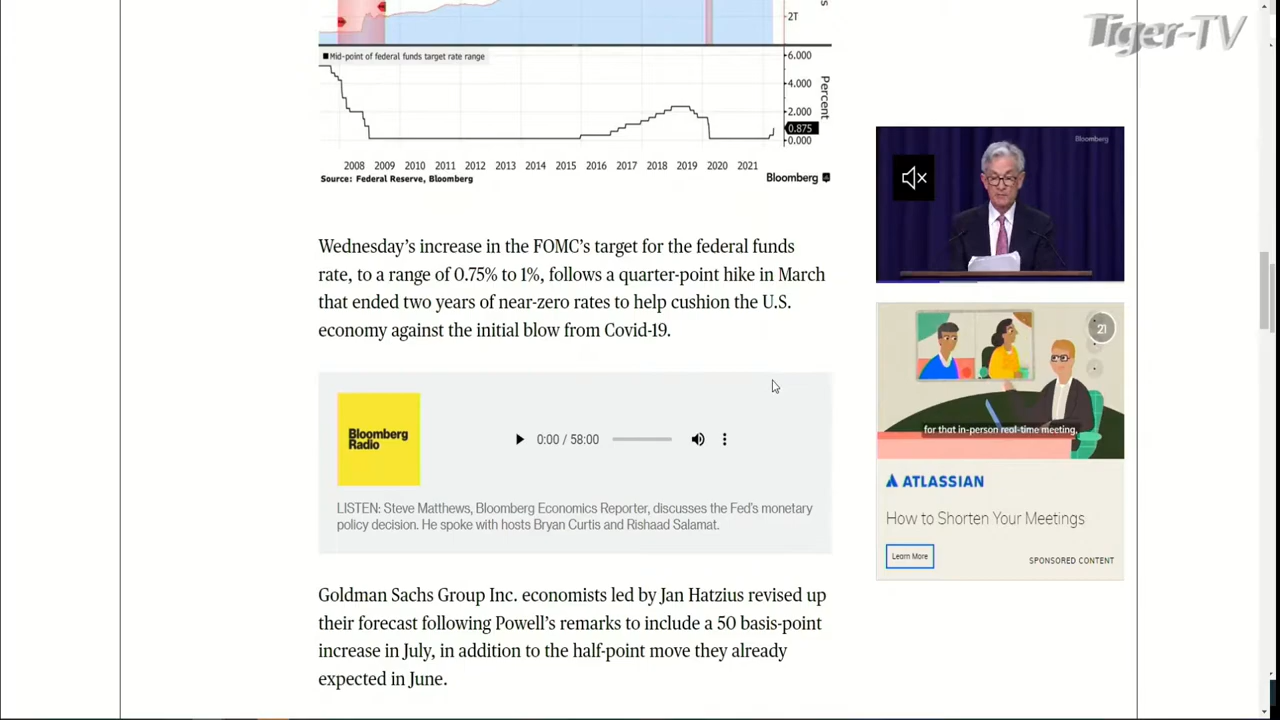 Tiger-TV
2T
6.000
Mid-point of federal funds target rate range
4.000
Percent
2.000
0.875
0.000
2008 2009 2010 2011 2012 2013 2014 2015 2016 2017 2018 2019 2020 2021
Source: Federal Reserve, Bloomberg
Bloomberg
Bloomberg
Wednesday’s increase in the FOMC’s target for the federal funds
rate, to a range of 0.75% to 1%, follows a quarter-point hike in March
that ended two years of near-zero rates to help cushion the U.S.
economy against the initial blow from Covid-19.
21
for that in-person real-time meeting,
Bloomberg
Radio
0:00 / 58:00
LISTEN: Steve Matthews, Bloomberg Economics Reporter, discusses the Fed's monetary
policy decision. He spoke with hosts Bryan Curtis and Rishaad Salamat.
ATLASSIAN
How to Shorten Your Meetings
Learn More
SPONSORED CONTENT
Goldman Sachs Group Inc. economists led by Jan Hatzius revised up
their forecast following Powell’s remarks to include a 50 basis-point
increase in July, in addition to the half-point move they already
expected in June.